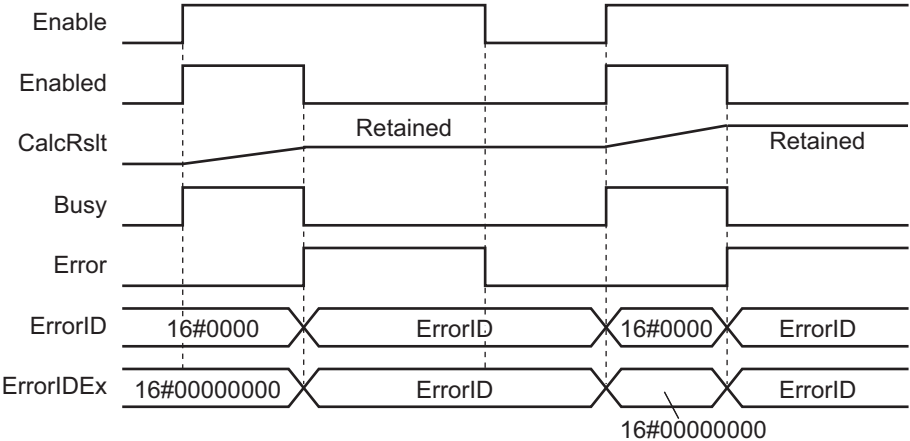 Enable
Enabled
CalcRslt
Retained
Retained
Busy
Error
ErrorID
16#0000
ErrorID
16#0000
ErrorID
ErrorIDEx
16#00000000
ErrorID
ErrorID
16#00000000